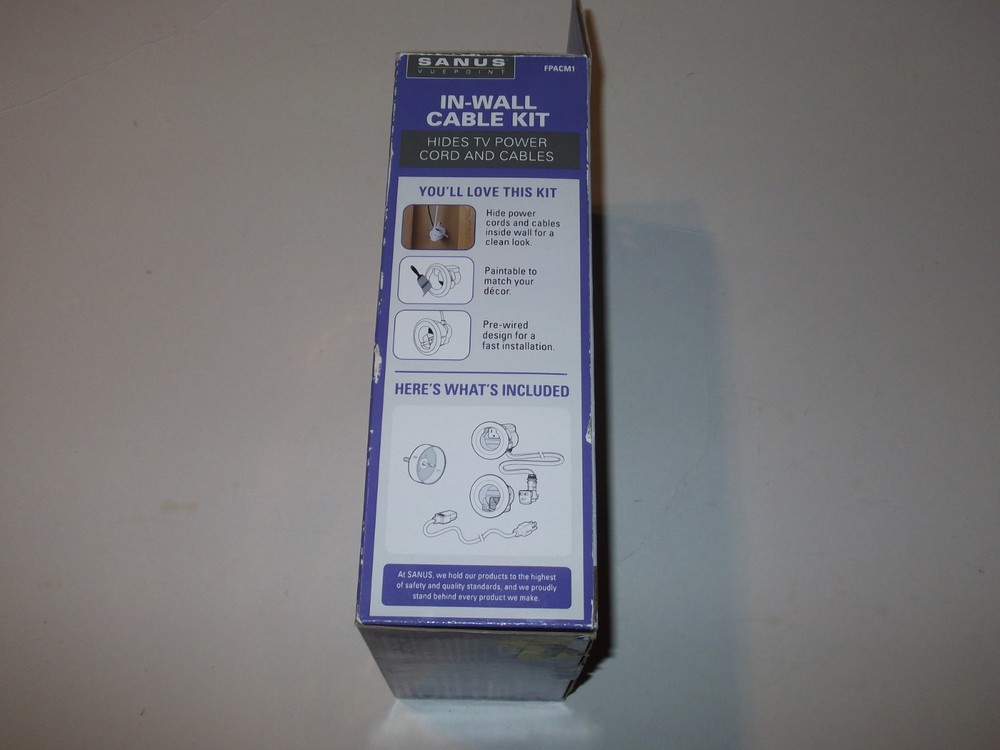 SANUS
VUEPOINT
FPACM1
IN-WALL
CABLE KIT
HIDES TV POWER
CORD AND CABLES
YOU'LL LOVE THIS KIT
Hide power
cords and cables
inside wall for a
clean look.
Paintable to
match your
décor.
Pre-wired
design for a
fast installation.
HERE'S WHAT'S INCLUDED
At SANUS, we hold our products to the highest
of safety and quality standards, and we proudly
stand behind every product we make.